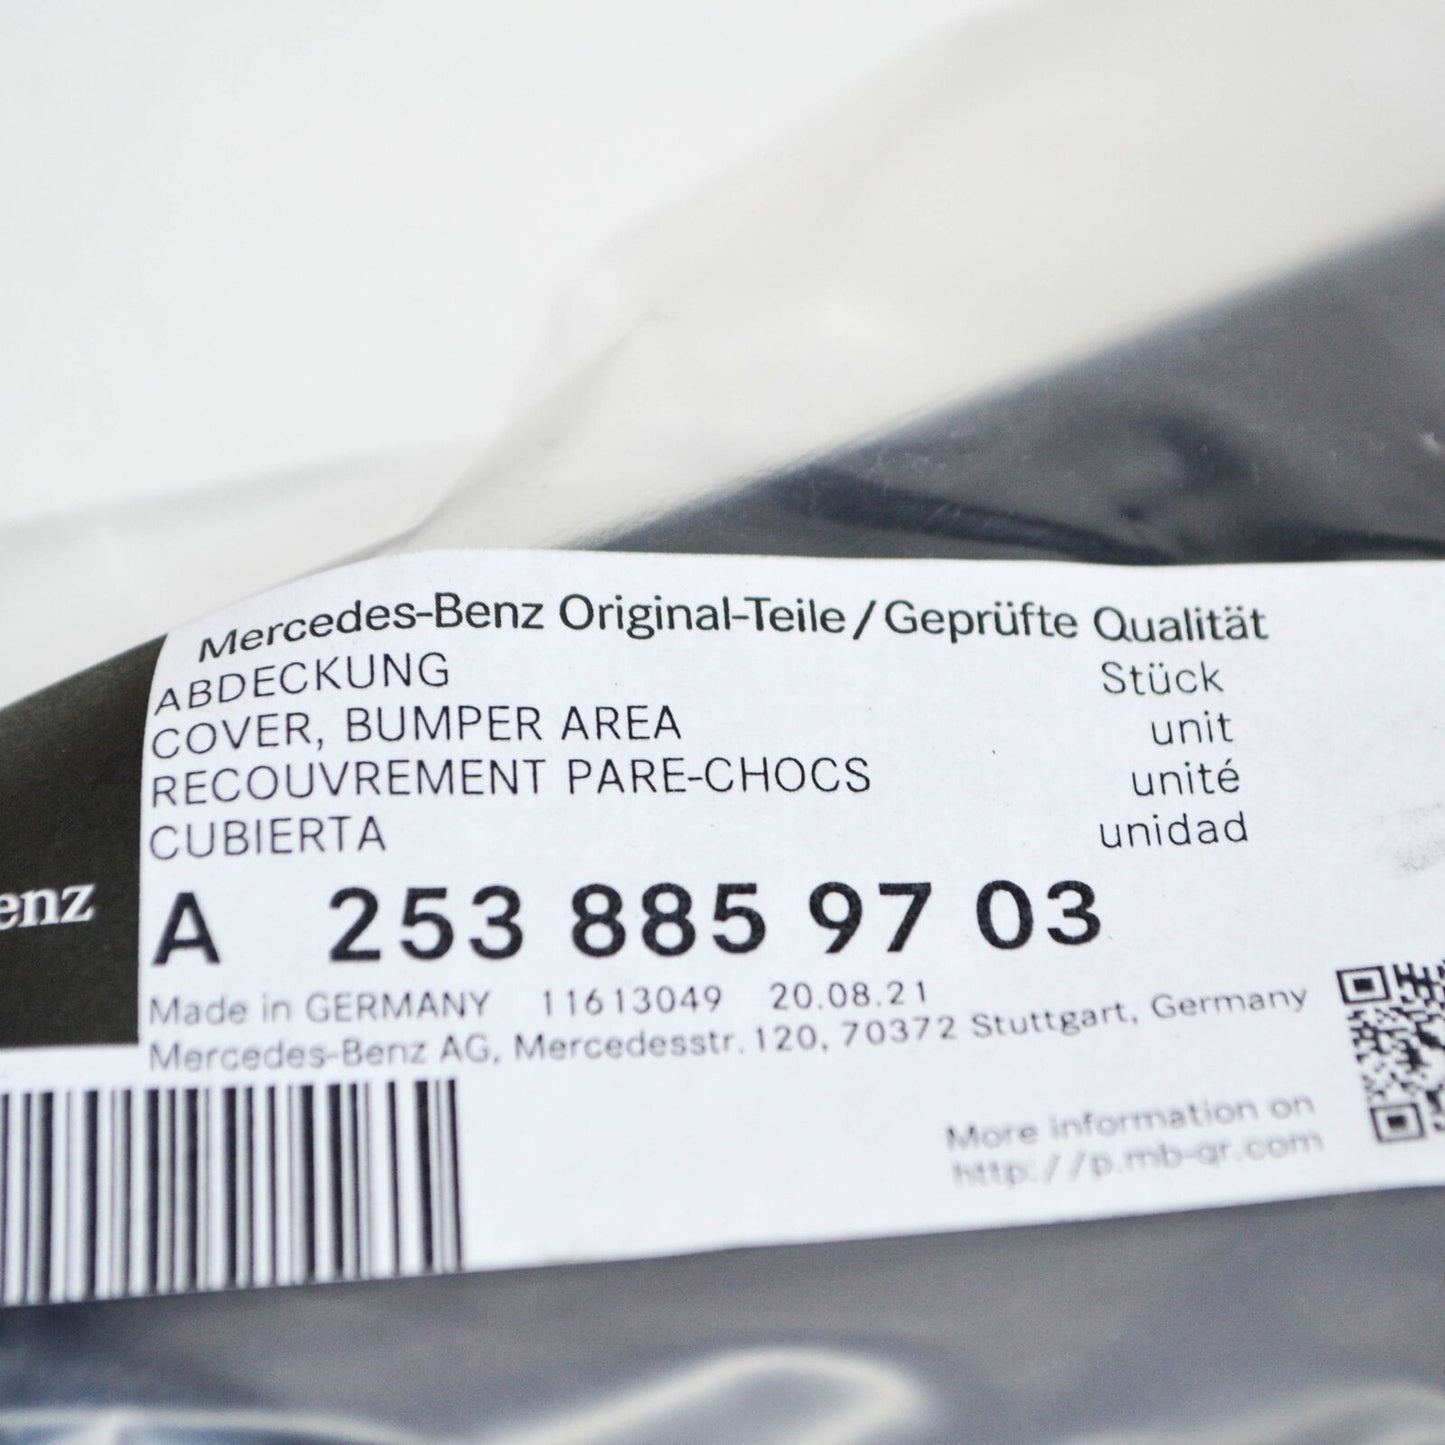 Mercedes-Benz Original-Teile/Geprüfte Qualität
ABDECKUNG Stück
COVER, BUMPER AREA unit
RECOUVREMENT PARE-CHOCS unité
CUBIERTA unidad
enz
A 253 885 97 03
Made in GERMANY 11613049 20.08.21
Mercedes-Benz AG, Mercedesstr. 120, 70372 Stuttgart, Germany
More information on
http://p.mb-qr.com